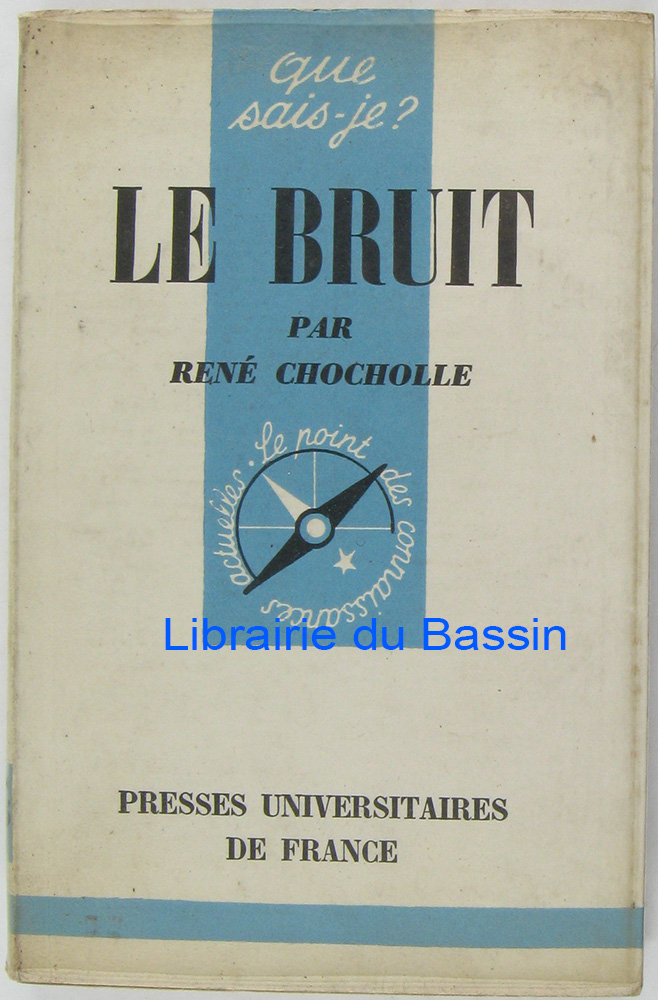 que
sais-je?
LE BRUIT
PAR
RENÉ CHOCHOLLE
Le point des connaissances actuelles.
Librairie du Bassin
PRESSES UNIVERSITAIRES
DE FRANCE